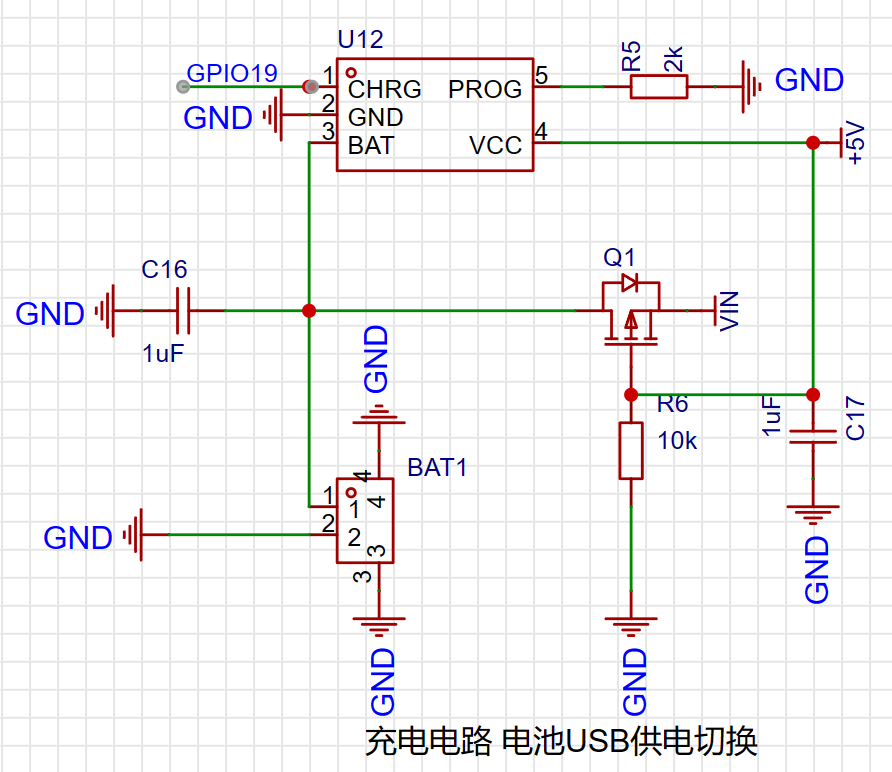 U12
GPIO19
1
CHRG
PROG
5
R5
2k
GND
GND
2
GND
3
BAT
VCC
4
+5V
C16
GND
1uF
Q1
VIN
GND
R6
10k
1uF
C17
BAT1
4
4
1
1
GND
2
2
3
3
GND
GND
GND
充电电路 电池USB供电切换